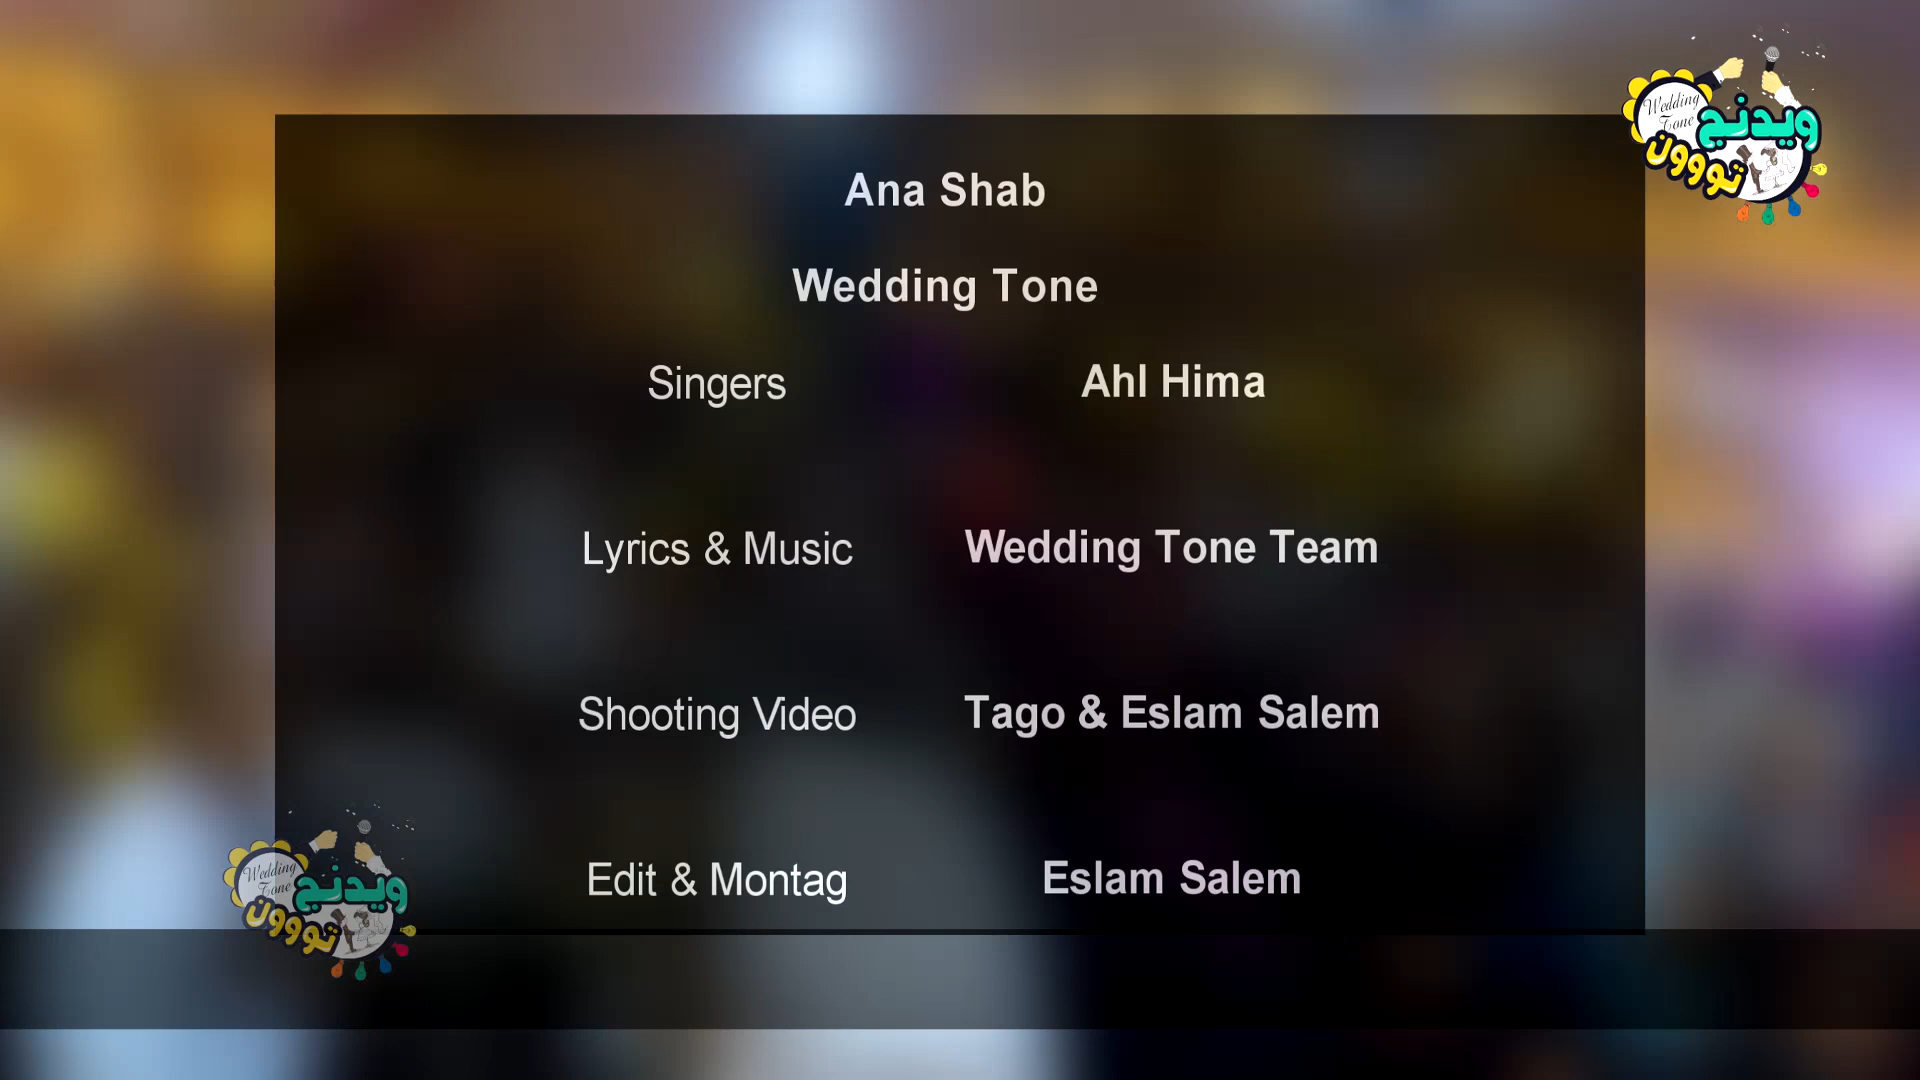 Ana Shab
Wedding Tone
Singers Ahl Hima
Lyrics & Music Wedding Tone Team
Shooting Video Tago & Eslam Salem
Edit & Montag Eslam Salem
Wedding
Tone
ويدنج
تووون
Wedding
Tone
ويدنج
تووون